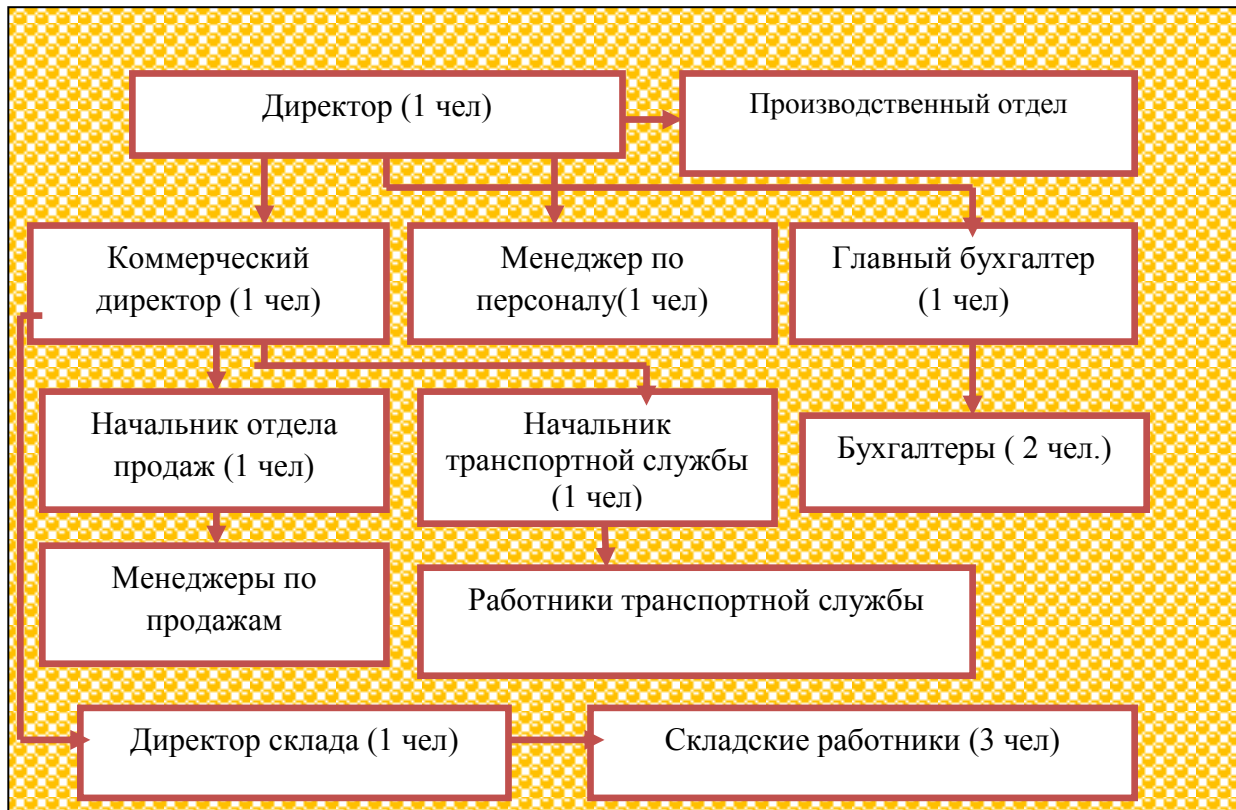 Директор (1 чел)
Производственный отдел
Коммерческий
директор (1 чел)
Менеджер по
персоналу(1 чел)
Главный бухгалтер
(1 чел)
Начальник отдела
продаж (1 чел)
Начальник
транспортной службы
(1 чел)
Бухгалтеры ( 2 чел.)
Менеджеры по
продажам
Работники транспортной службы
Директор склада (1 чел)
Складские работники (3 чел)